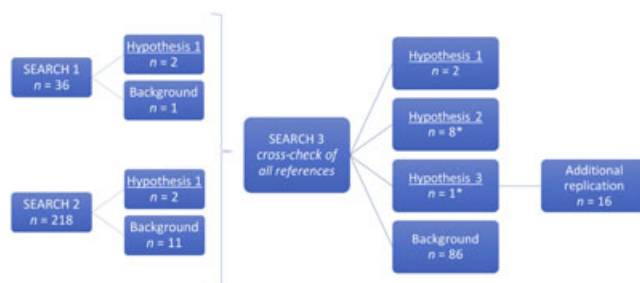 SEARCH 1
n = 36
Hypothesis 1
n = 2
Background
n = 1
SEARCH 2
n = 218
Hypothesis 1
n = 2
Background
n = 11
SEARCH 3
cross-check of
all references
Hypothesis 1
n = 2
Hypothesis 2
n = 8*
Hypothesis 3
n = 1*
Background
n = 86
Additional
replication
n = 16